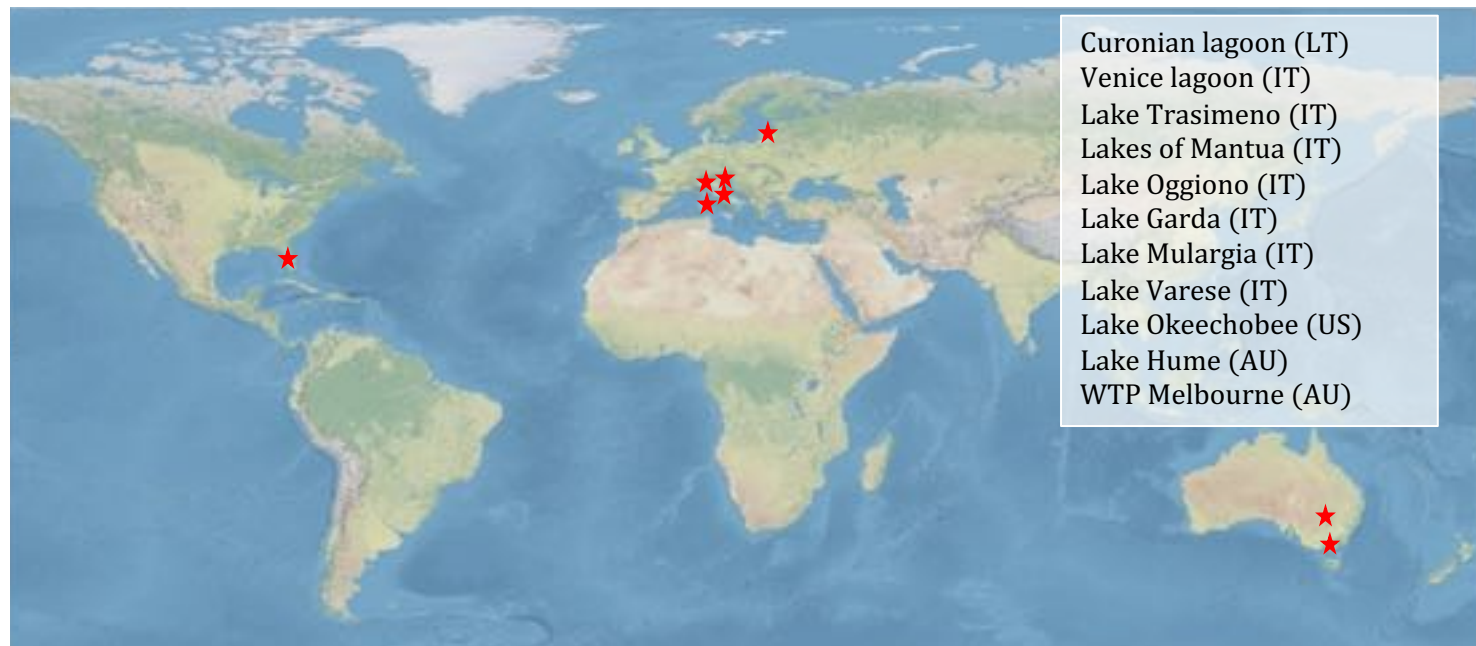 Curonian lagoon (LT)
Venice lagoon (IT)
Lake Trasimeno (IT)
Lakes of Mantua (IT)
Lake Oggiono (IT)
Lake Garda (IT)
Lake Mulargia (IT)
Lake Varese (IT)
Lake Okeechobee (US)
Lake Hume (AU)
WTP Melbourne (AU)